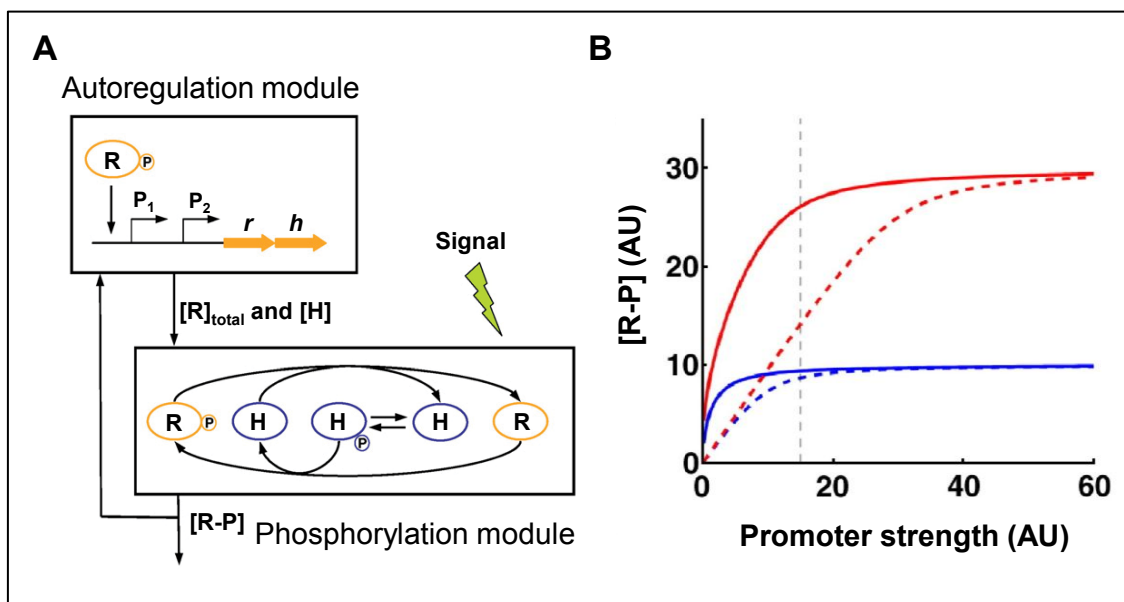 A
Autoregulation module
R
P
P1
P2
r
h
Signal
[R]total and [H]
R
P
H
H
P
H
R
[R-P]
Phosphorylation module
B
[R-P] (AU)
30
20
10
0
0
20
40
60
Promoter strength (AU)